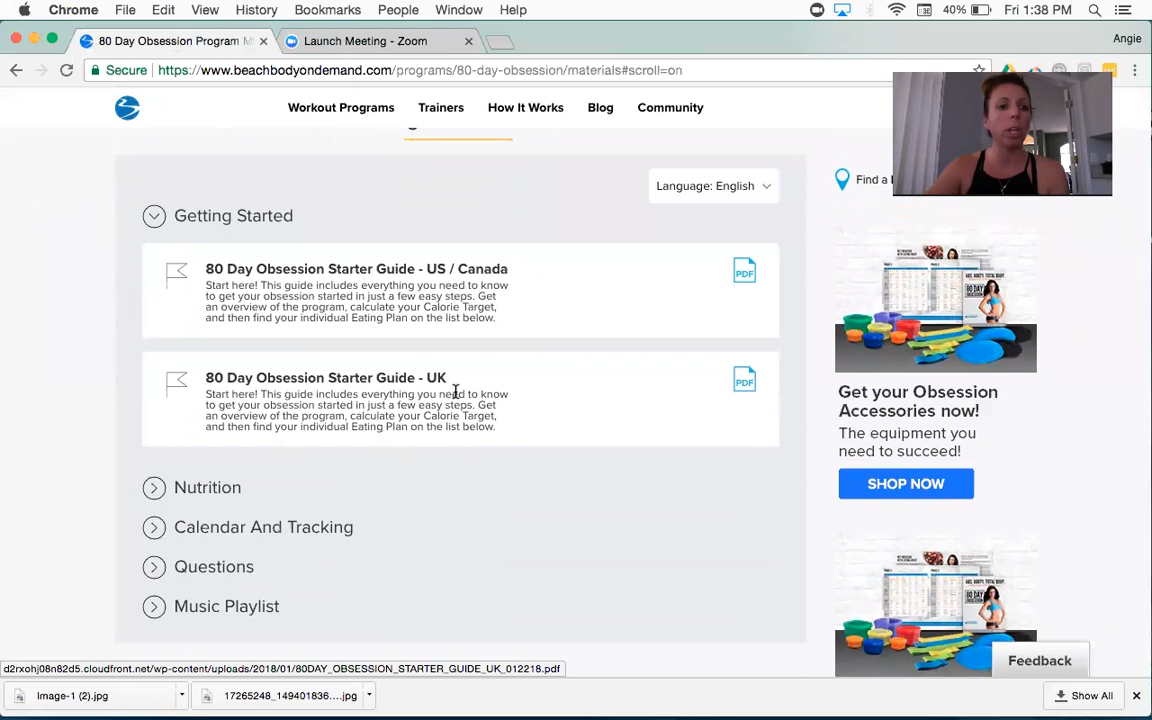 Chrome File Edit View History Bookmarks People Window Help 40% Fri 1:38 PM
80 Day Obsession Program M Launch Meeting - Zoom Angie
Secure https://www.beachbodyondemand.com/programs/80-day-obsession/materials#scroll=on
Workout Programs Trainers How It Works Blog Community
Language: English
Find a
Getting Started
80 Day Obsession Starter Guide - US / Canada
Start here! This guide includes everything you need to know
to get your obsession started in just a few easy steps. Get
an overview of the program, calculate your Calorie Target,
and then find your individual Eating Plan on the list below.
PDF
80 Day Obsession Starter Guide - UK
Start here! This guide includes everything you need to know
to get your obsession started in just a few easy steps. Get
an overview of the program, calculate your Calorie Target,
and then find your individual Eating Plan on the list below.
PDF
Get your Obsession
Accessories now!
The equipment you
need to succeed!
SHOP NOW
Nutrition
Calendar And Tracking
Questions
Music Playlist
Feedback
d2rxohj08n82d5.cloudfront.net/wp-content/uploads/2018/01/80DAY_OBSESSION_STARTER_GUIDE_UK_012218.pdf
Image-1 (2).jpg 17265248_149401836....jpg Show All